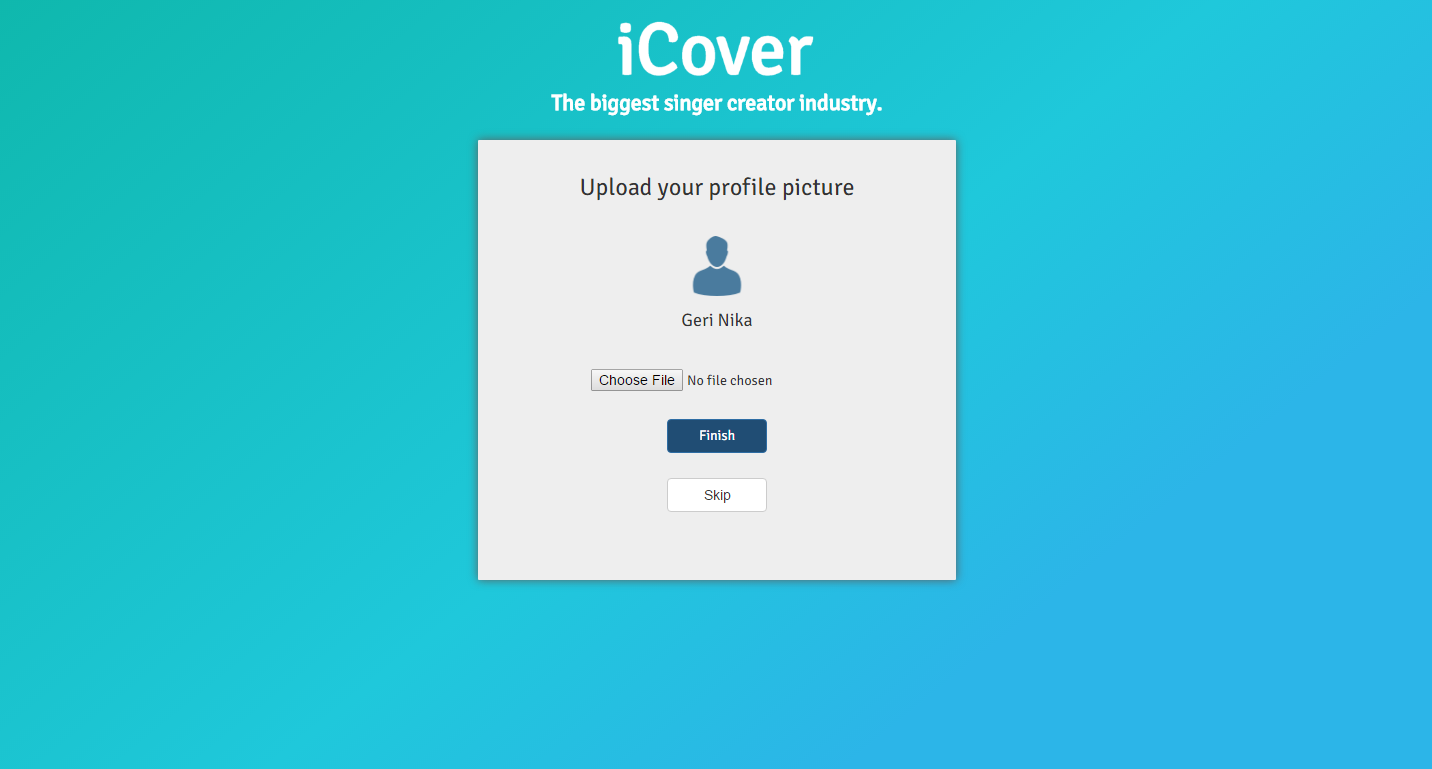 iCover
The biggest singer creator industry.
Upload your profile picture
Geri Nika
Choose File No file chosen
Finish
Skip